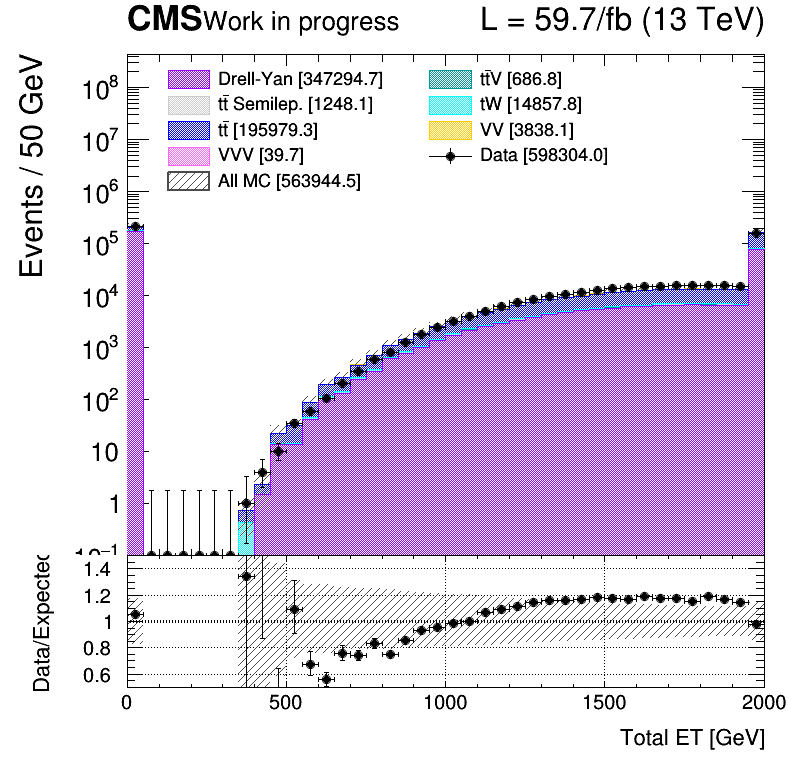 CMS Work in progress L = 59.7/fb (13 TeV)
Events / 50 GeV
Drell-Yan [347294.7]
tt̄ Semilep. [1248.1]
tt̄ [195979.3]
VVV [39.7]
All MC [563944.5]
tt̄V [686.8]
tW [14857.8]
VV [3838.1]
Data [598304.0]
10⁸
10⁷
10⁶
10⁵
10⁴
10³
10²
10
1
10⁻¹
Data/Expected
1.4
1.2
1
0.8
0.6
0 500 1000 1500 2000
Total ET [GeV]